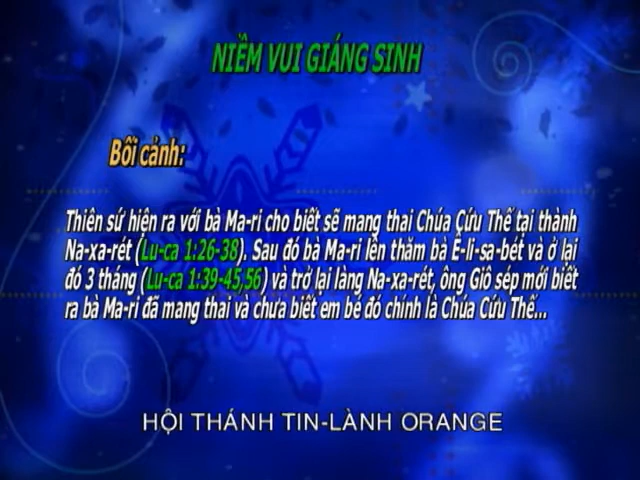 NIỀM VUI GIÁNG SINH
Bối cảnh:
Thiên sứ hiện ra với bà Ma-ri cho biết sẽ mang thai Chúa Cứu Thế tại thành
Na-xa-rét (Lu-ca 1:26-38). Sau đó bà Ma-ri lên thăm bà Ê-li-sa-bét và ở lại
đó 3 tháng (Lu-ca 1:39-45,56) và trở lại làng Na-xa-rét, ông Giô sép mới biết
ra bà Ma-ri đã mang thai và chưa biết em bé đó chính là Chúa Cứu Thế...
HỘI THÁNH TIN-LÀNH ORANGE